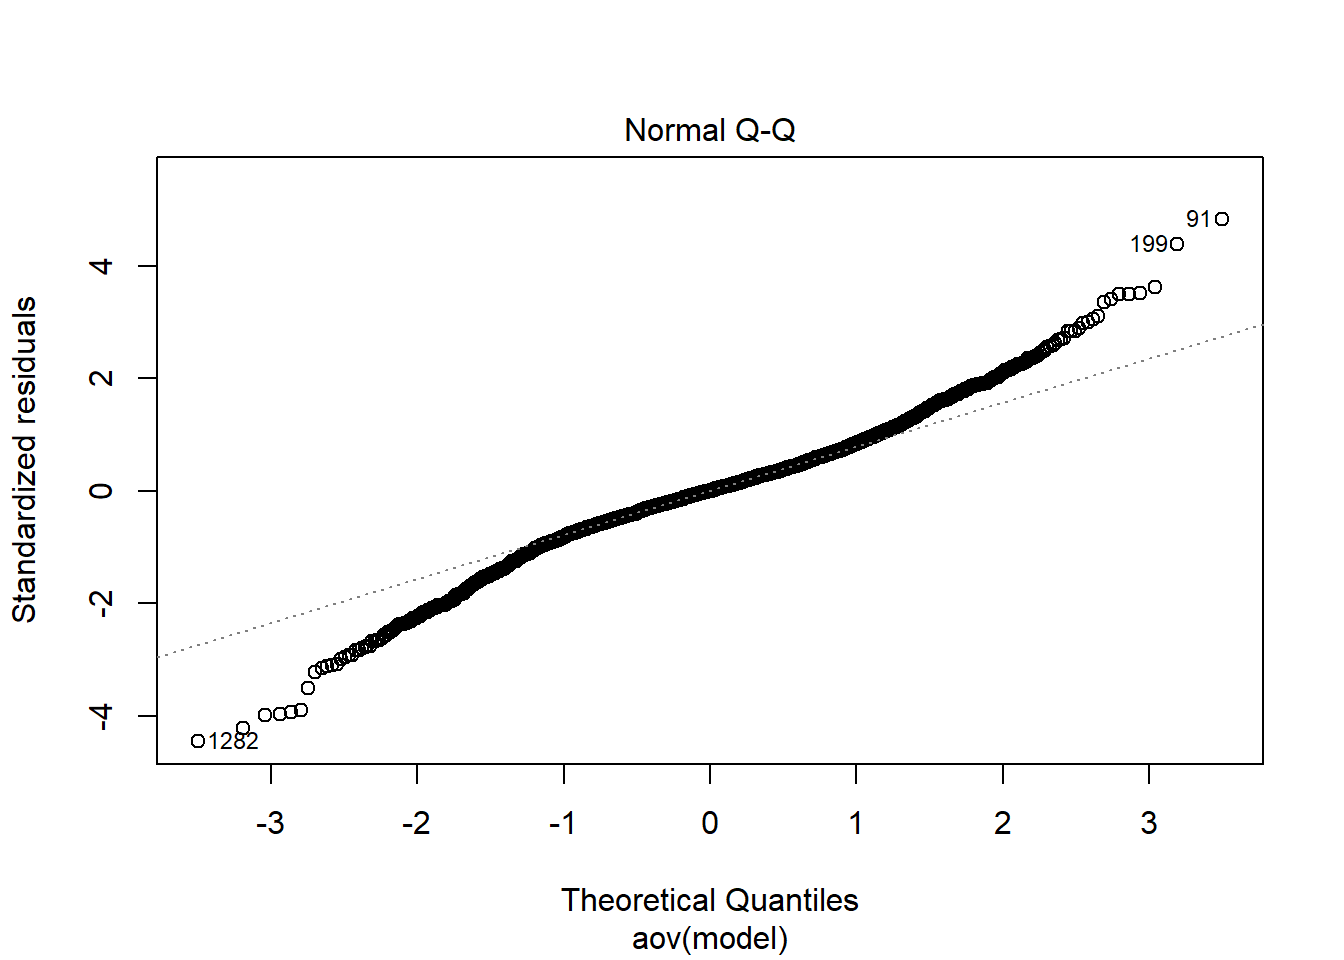 Normal Q-Q
Standardized residuals
4
2
0
-2
-4
91
199
1282
-3 -2 -1 0 1 2 3
Theoretical Quantiles
aov(model)